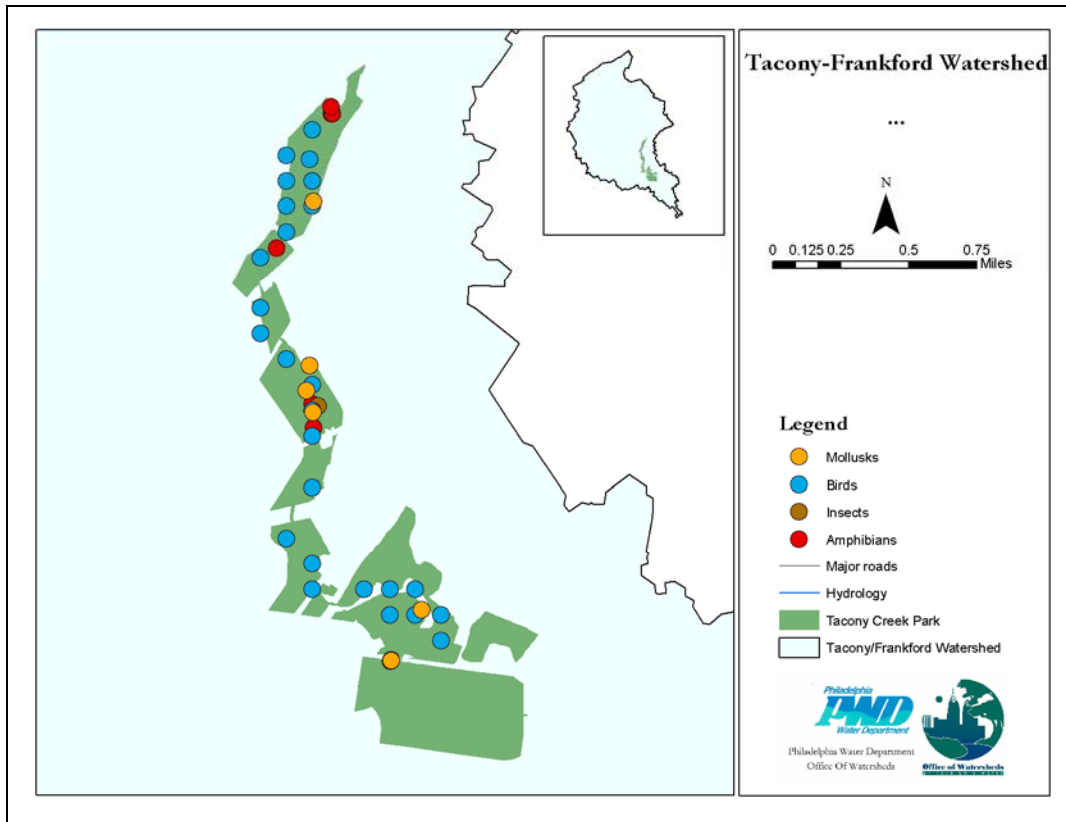 Tacony-Frankford Watershed
...
N
0 0.125 0.25 0.5 0.75
Miles
Legend
Mollusks
Birds
Insects
Amphibians
Major roads
Hydrology
Tacony Creek Park
Tacony/Frankford Watershed
Philadelphia
PWD
Water Department
Philadelphia Water Department
Office Of Watersheds
Office of Watersheds